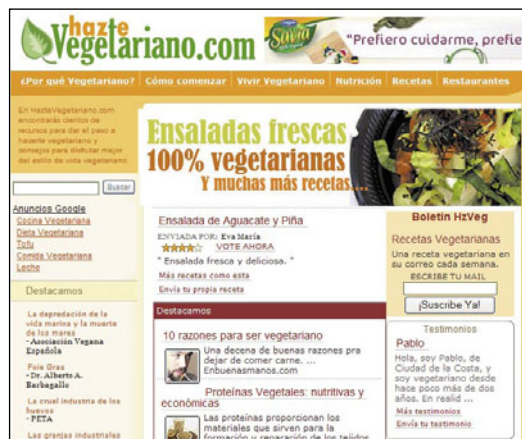 hazte
Vegetariano.com
Savia
"Prefiero cuidarme, prefie
¿Por qué Vegetariano? Cómo comenzar Vivir Vegetariano Nutrición Recetas Restaurantes
En HazteVegetariano.com
encontrarás cientos de
recursos para dar el paso a
hacerte vegetariano y
consejos para disfrutar mejor
del estilo de vida vegetariano.
Buscar
Anuncios Google
Cocina Vegetariana
Dieta Vegetariana
Tofu
Comida Vegetariana
Leche
Destacamos
La depredación de la
vida marina y la muerte
de los mares
- Asociación Vegana
Española
Foie Gras
- Dr. Alberto A.
Barbagallo
La cruel industria de los
huevos
- PETA
Las granjas industriales
Ensaladas frescas
100% vegetarianas
Y muchas más recetas...
Ensalada de Aguacate y Piña
ENVIADA POR: Eva María
VOTE AHORA
" Ensalada fresca y deliciosa. "
Más recetas como esta
Envía tu propia receta
Destacamos
10 razones para ser vegetariano
Una decena de buenas razones pra
dejar de comer carne. ...
Enbuenasmanos.com
Proteínas Vegetales: nutritivas y
económicas
Las proteínas proporcionan los
materiales que sirven para la
formación y reparación de los tejidos
Boletín HzVeg
Recetas Vegetarianas
Una receta vegetariana en
su correo cada semana.
ESCRIBE TU MAIL
¡Suscribe Ya!
Testimonios
Pablo
Hola, soy Pablo, de
Ciudad de la Costa, y
soy vegetariano desde
hace poco más de dos
años. En realid ...
Más testimonios
Envía tu testimonio